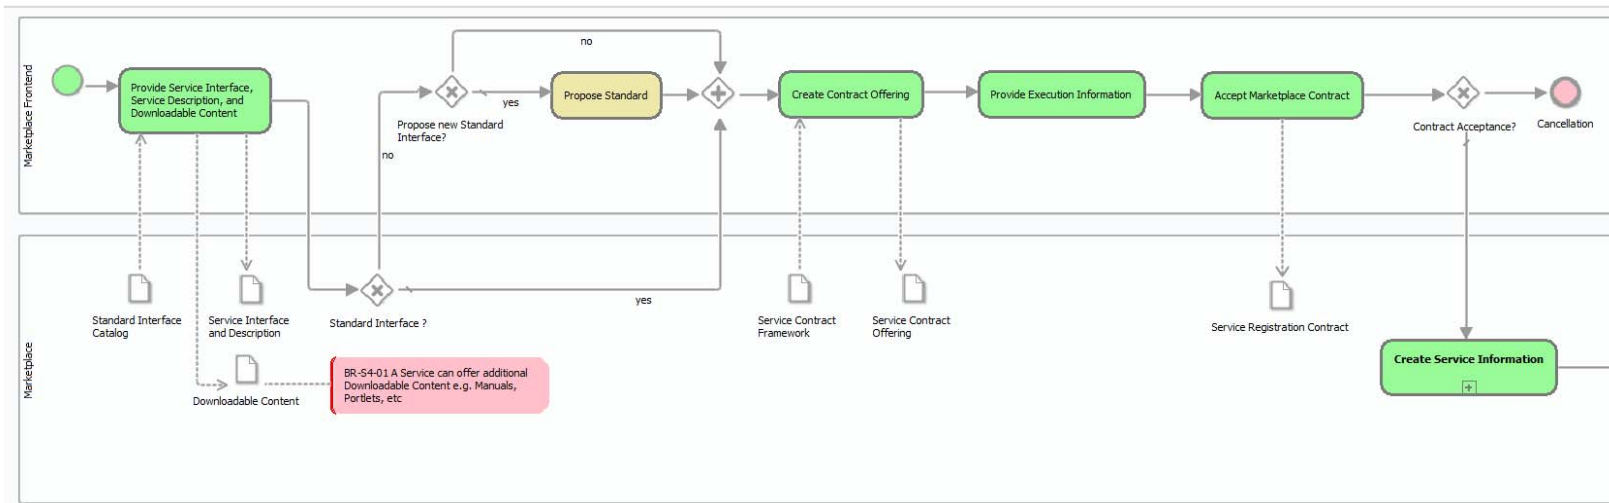 Marketplace Frontend
Provide Service Interface,
Service Description, and
Downloadable Content
no
Propose new Standard
Interface?
yes
Propose Standard
no
Create Contract Offering
Provide Execution Information
Accept Marketplace Contract
Contract Acceptance?
Cancellation
Marketplace
Standard Interface
Catalog
Service Interface
and Description
Standard Interface ?
yes
Service Contract
Framework
Service Contract
Offering
Service Registration Contract
Create Service Information
Downloadable Content
BR-S4-01 A Service can offer additional
Downloadable Content e.g. Manuals,
Portlets, etc